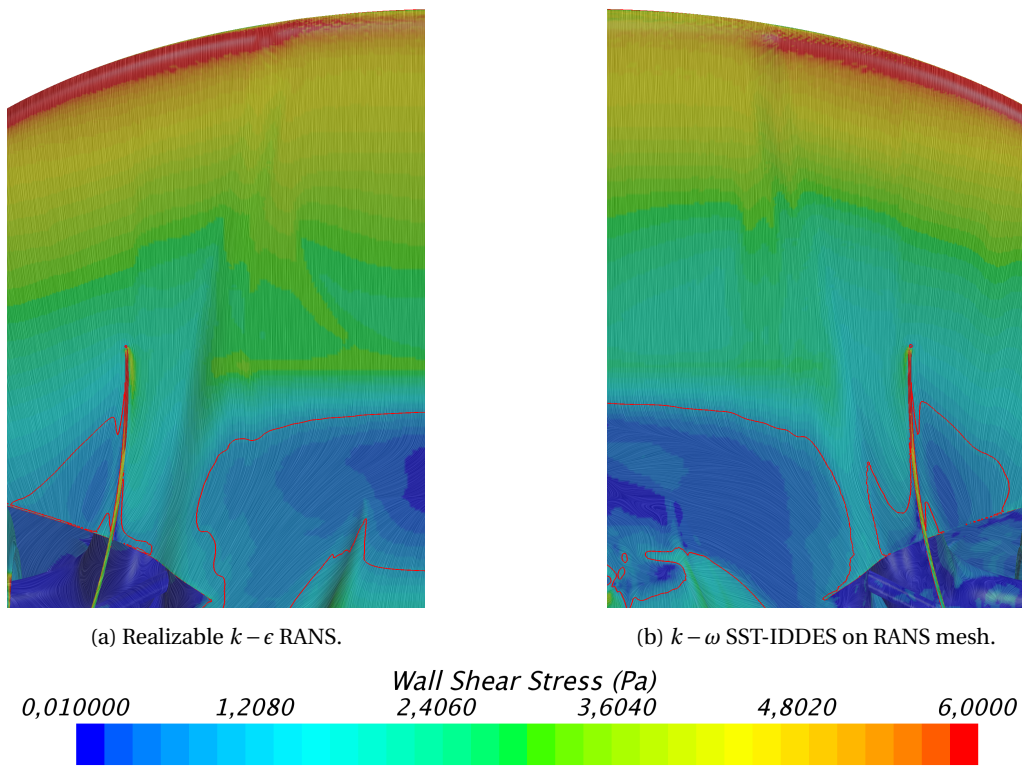 (a) Realizable k − ϵ RANS.
(b) k − ω SST-IDDES on RANS mesh.
Wall Shear Stress (Pa)
0,010000 1,2080 2,4060 3,6040 4,8020 6,0000